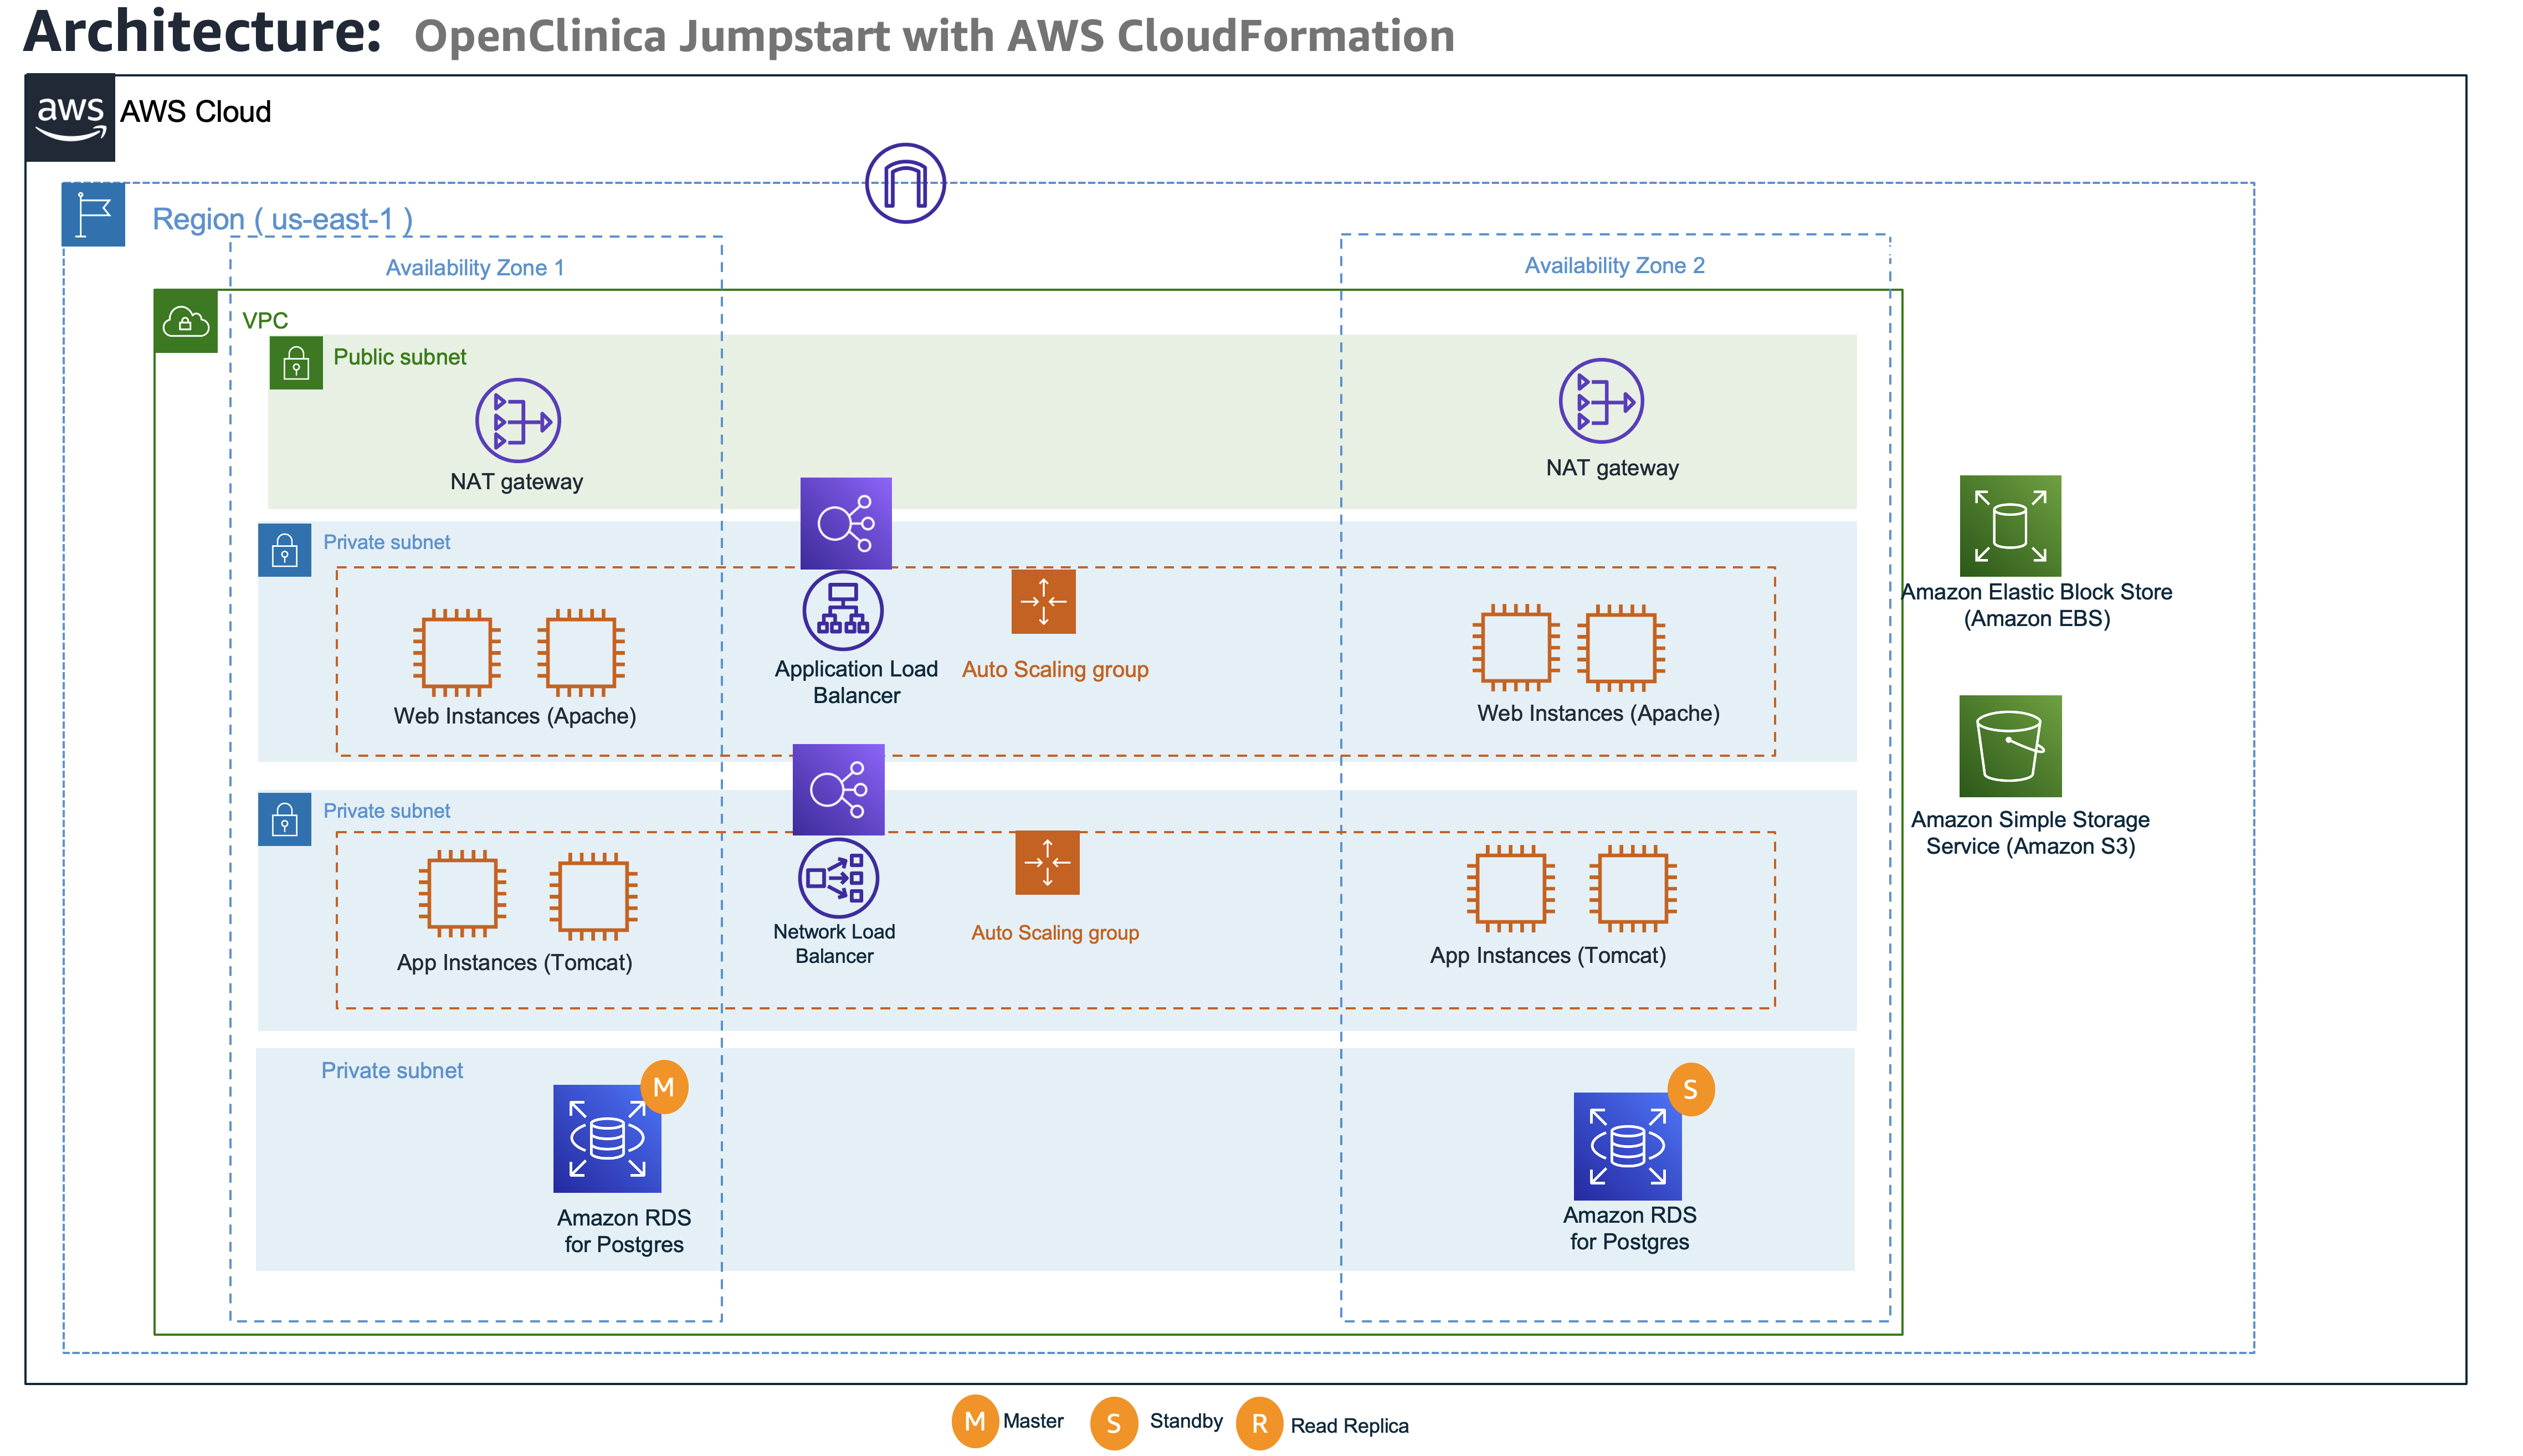 Architecture: OpenClinica Jumpstart with AWS CloudFormation
aws
AWS Cloud
Region ( us-east-1 )
Availability Zone 1
Availability Zone 2
VPC
Public subnet
NAT gateway
NAT gateway
Private subnet
Application Load
Balancer
Auto Scaling group
Web Instances (Apache)
Web Instances (Apache)
Amazon Elastic Block Store
(Amazon EBS)
Private subnet
Network Load
Balancer
Auto Scaling group
App Instances (Tomcat)
App Instances (Tomcat)
Amazon Simple Storage
Service (Amazon S3)
Private subnet
M
Amazon RDS
for Postgres
S
Amazon RDS
for Postgres
M Master
S Standby
R Read Replica